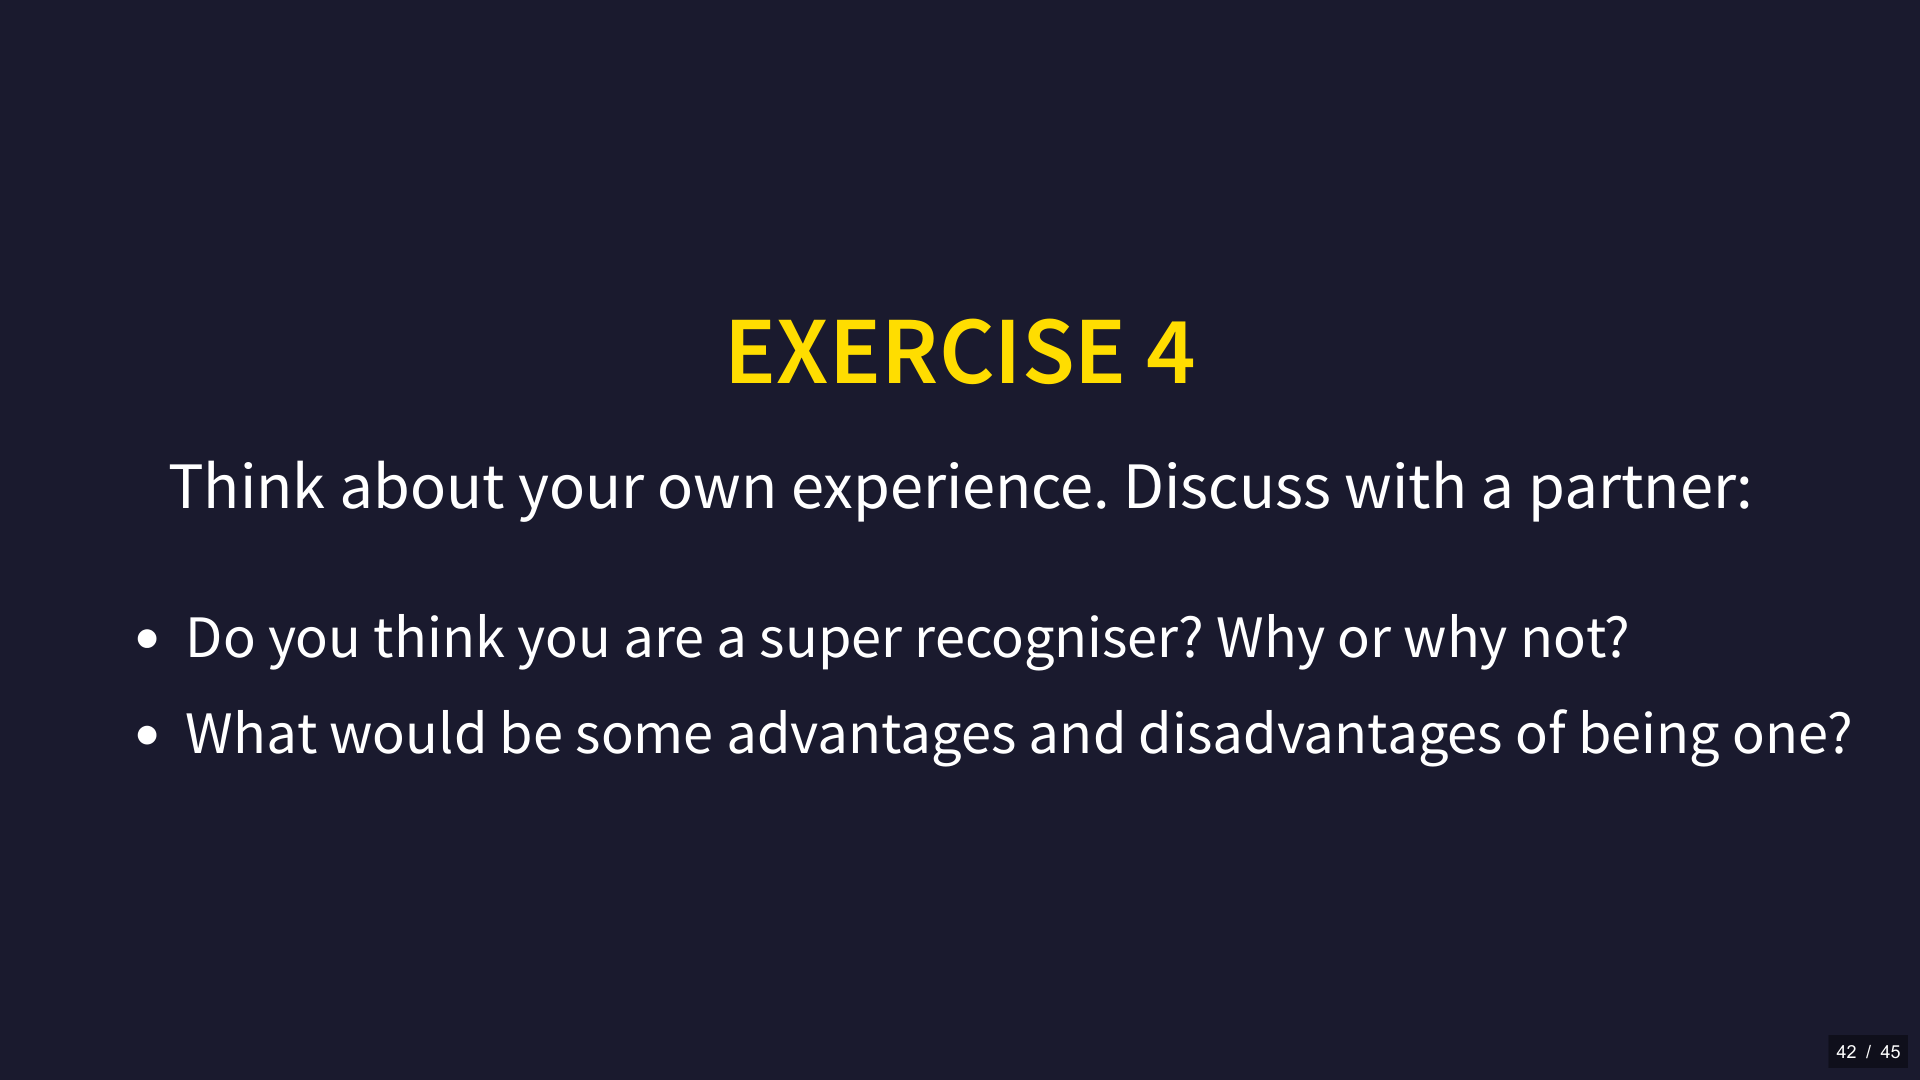 EXERCISE 4
Think about your own experience. Discuss with a partner:
• Do you think you are a super recogniser? Why or why not?
• What would be some advantages and disadvantages of being one?
42 / 45